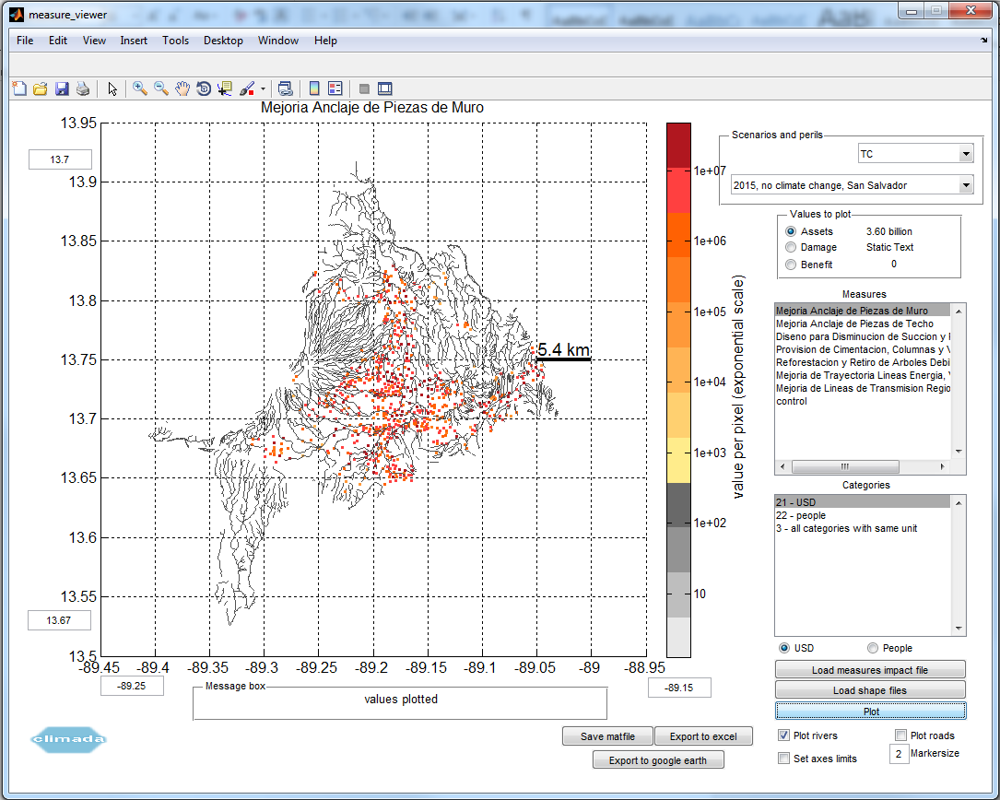 measure_viewer
File Edit View Insert Tools Desktop Window Help
Mejoria Anclaje de Piezas de Muro
13.95
13.7
13.9
13.85
13.8
13.75
13.7
13.65
13.6
13.55
13.67
13.5
-89.45 -89.4 -89.35 -89.3 -89.25 -89.2 -89.15 -89.1 -89.05 -89 -88.95
-89.25
-89.15
5.4 km
1e+07
1e+06
1e+05
1e+04
1e+03
1e+02
10
value per pixel (exponential scale)
Message box
values plotted
climada
Save matfile Export to excel
Export to google earth
Scenarios and perils
TC
2015, no climate change, San Salvador
Values to plot
Assets 3.60 billion
Damage Static Text
Benefit 0
Measures
Mejoria Anclaje de Piezas de Muro
Mejoria Anclaje de Piezas de Techo
Diseno para Disminucion de Succion y
Provision de Cimentacion, Columnas y
Reforestacion y Retiro de Arboles Debi
Mejoria de Trayectoria Lineas Energia,
Mejoria de Lineas de Transmision Regio
control
Categories
21 - USD
22 - people
3 - all categories with same unit
USD People
Load measures impact file
Load shape files
Plot
Plot rivers Plot roads
Set axes limits 2 Markersize